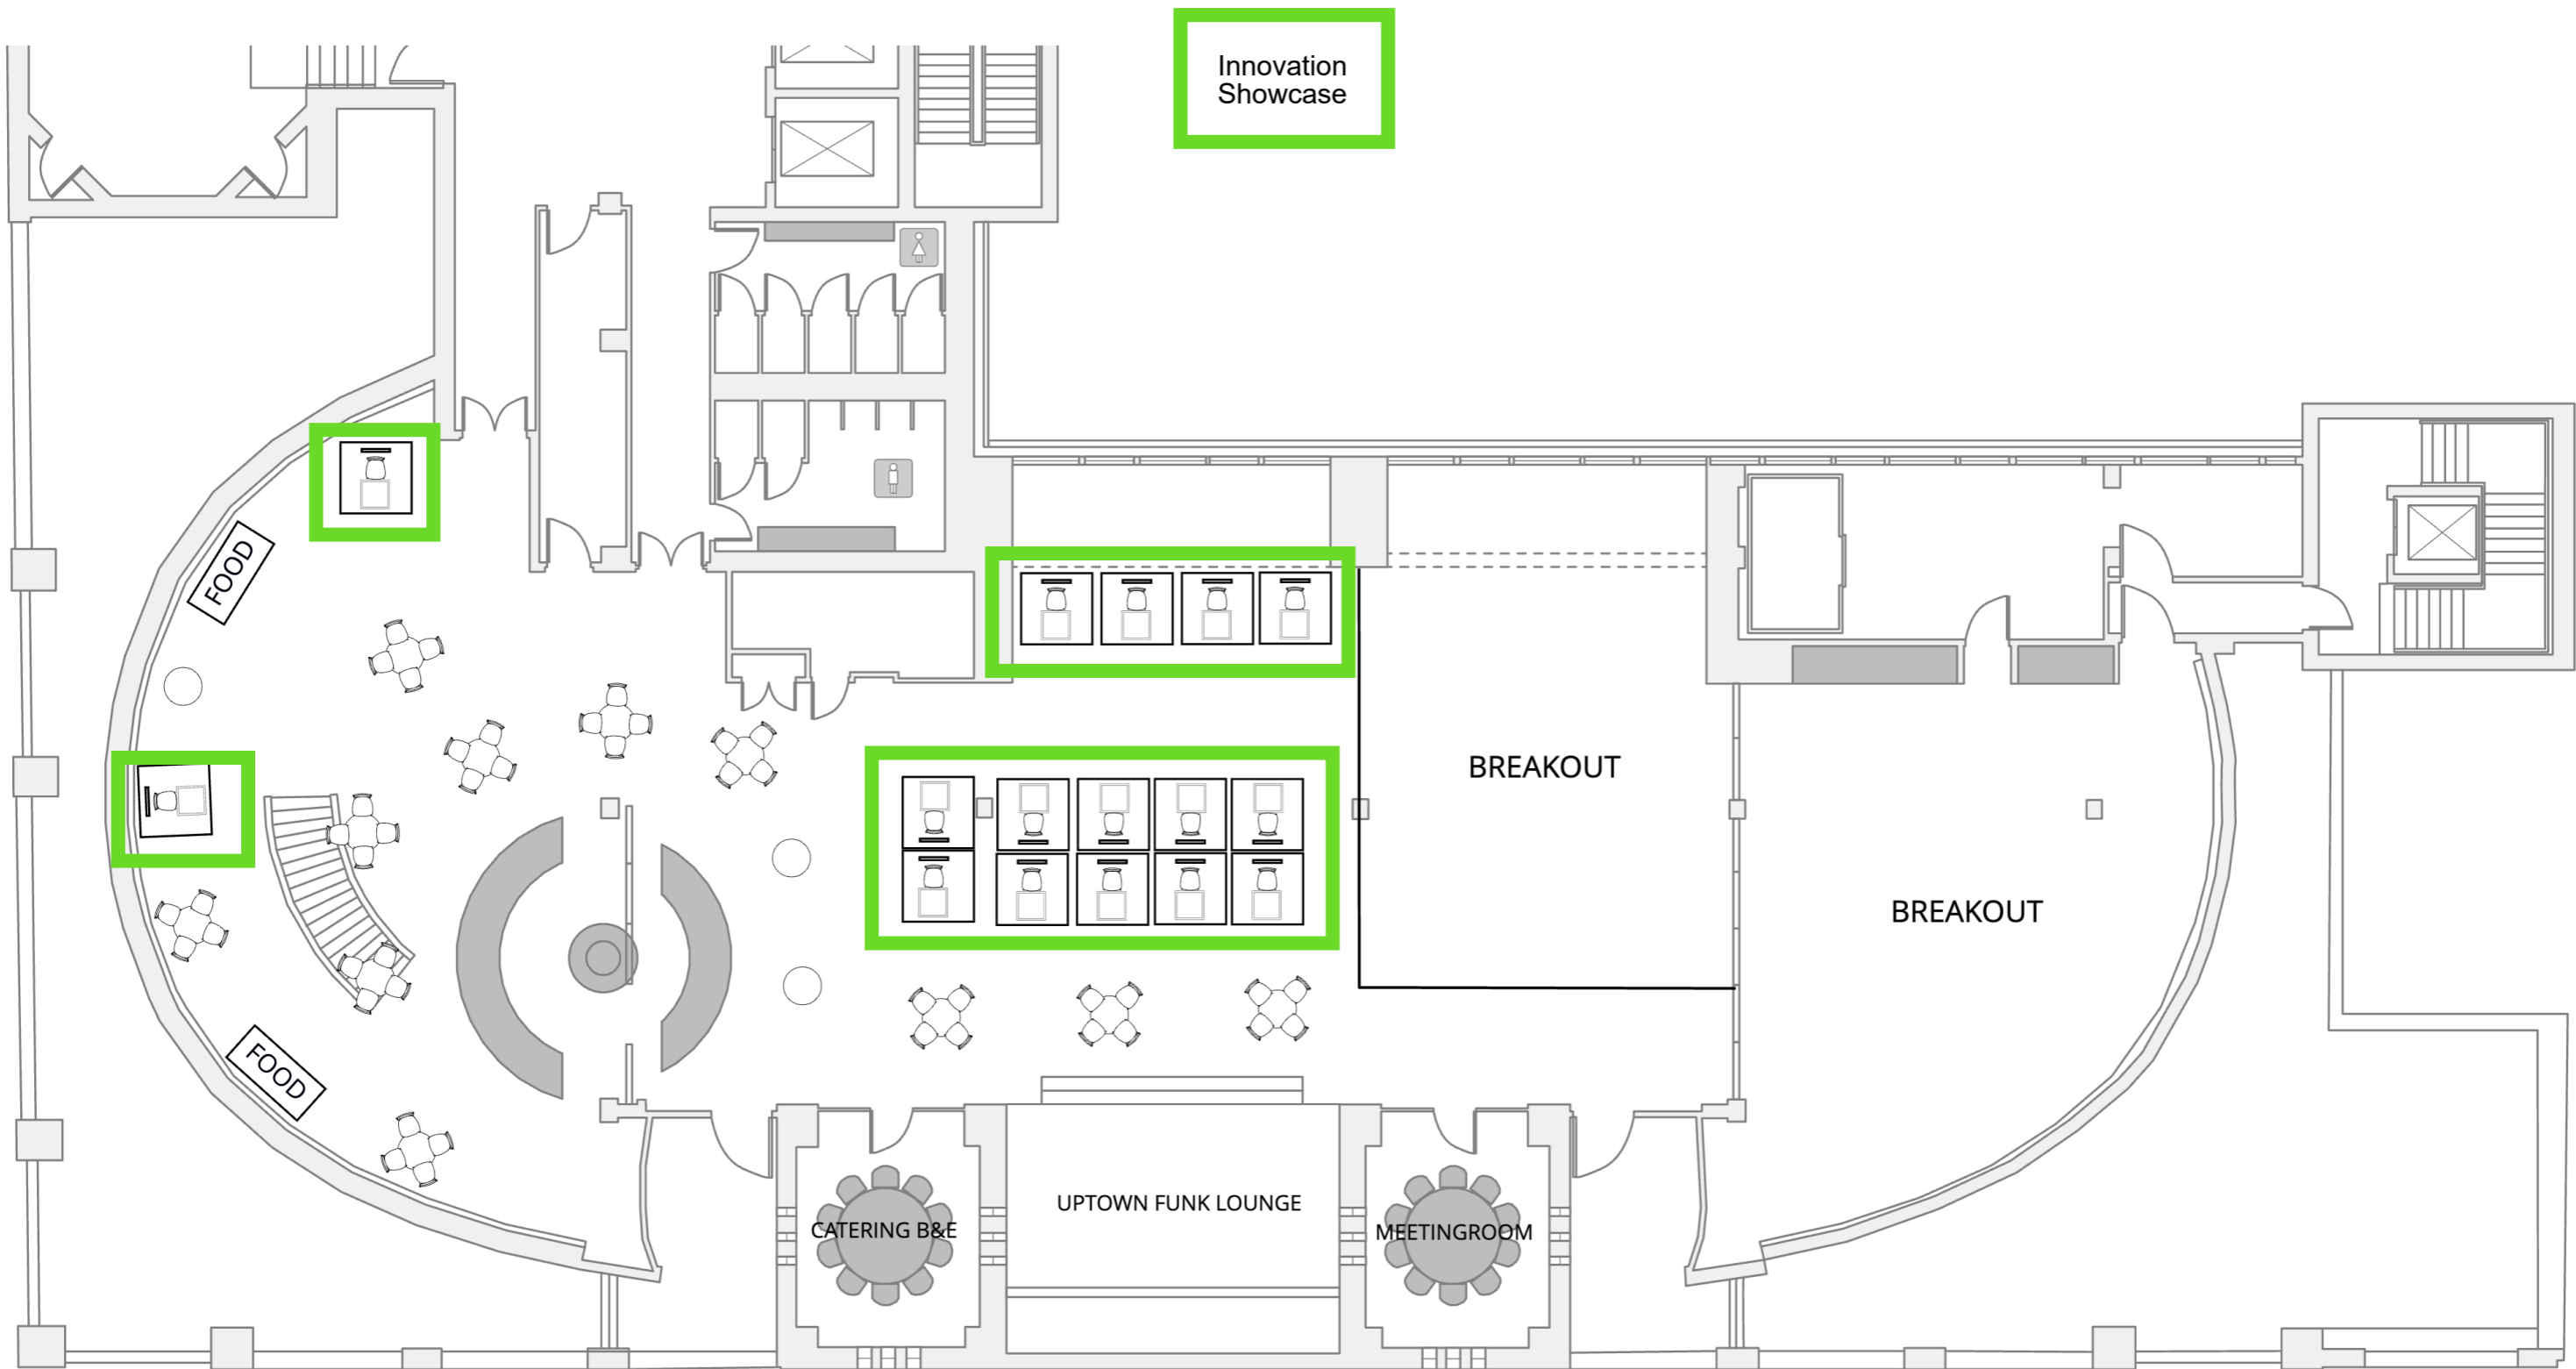 Innovation
Showcase
FOOD
BREAKOUT
BREAKOUT
FOOD
UPTOWN FUNK LOUNGE
CATERING B&E
MEETINGROOM